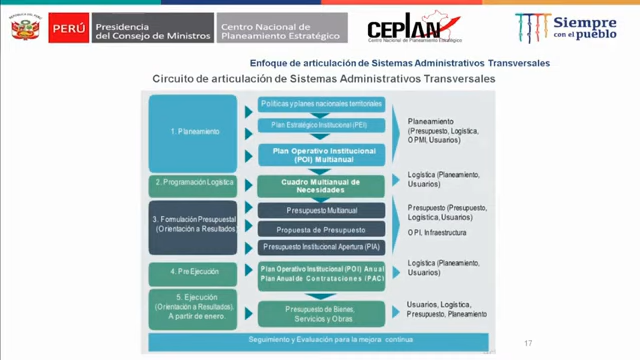 PERÚ
Presidencia
del Consejo de Ministros
Centro Nacional de
Planeamiento Estratégico
CEPLAN
Centro Nacional de Planeamiento Estratégico
Siempre
con el pueblo
Enfoque de articulación de Sistemas Administrativos Transversales
Circuito de articulación de Sistemas Administrativos Transversales
1. Planeamiento
Políticas y planes nacionales territoriales
Plan Estratégico Institucional (PEI)
Plan Operativo Institucional
(POI) Multianual
Planeamiento
(Presupuesto, Logística,
O PMI, Usuarios)
2. Programación Logística
Cuadro Multianual de
Necesidades
Logística (Planeamiento,
Usuarios)
3. Formulación Presupuestal
(Orientación a Resultados)
Presupuesto Multianual
Propuesta de Presupuesto
Presupuesto Institucional Apertura (PIA)
Presupuesto (Presupuesto,
Logística, Usuarios)
O PI, Infraestructura
4. Pre Ejecución
Plan Operativo Institucional (POI) Anual
Plan Anual de Contrataciones (PAC)
Logística (Planeamiento,
Usuarios)
5. Ejecución
(Orientación a Resultados).
A partir de enero.
Presupuesto de Bienes,
Servicios y Obras
Usuarios, Logística,
Presupuesto, Planeamiento
Seguimiento y Evaluación para la mejora continua
17